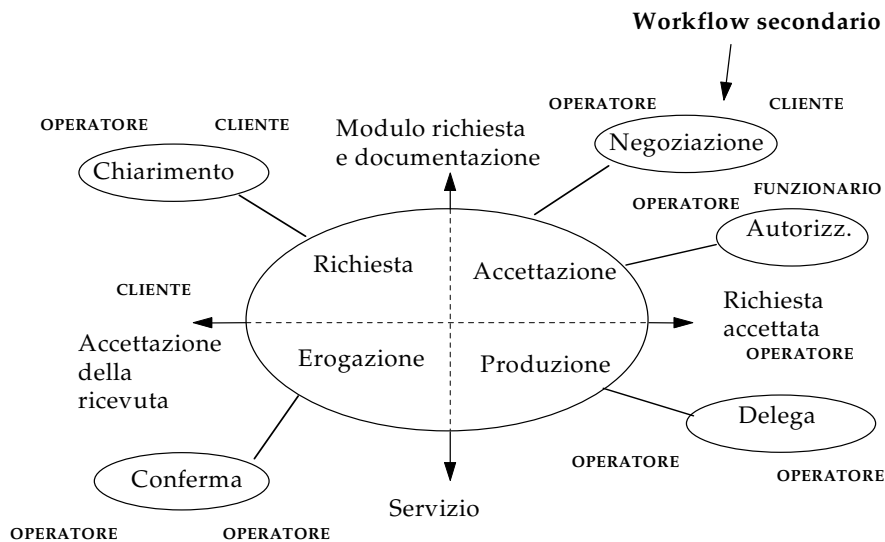 Workflow secondario
OPERATORE CLIENTE
Negoziazione
OPERATORE CLIENTE
Chiarimento
Modulo richiesta
e documentazione
OPERATORE FUNZIONARIO
Autorizz.
Richiesta
Accettazione
CLIENTE
Accettazione
della
ricevuta
Richiesta
accettata
OPERATORE
Erogazione
Produzione
Delega
OPERATORE OPERATORE
Conferma
OPERATORE OPERATORE
Servizio